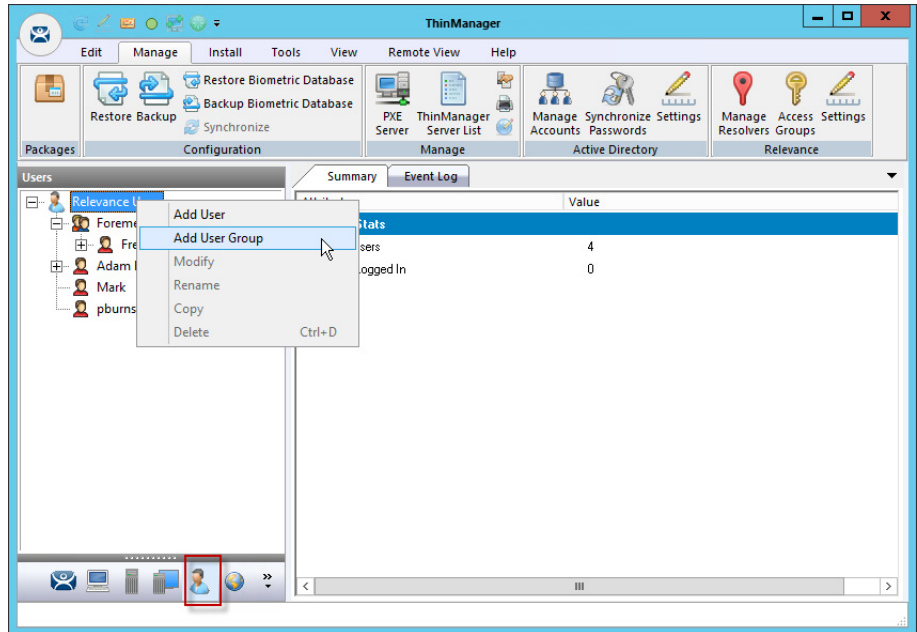 ThinManager
Edit Manage Install Tools View Remote View Help
Restore Backup
Restore Biometric Database
Backup Biometric Database
Synchronize
PXE Server
ThinManager Server List
Manage Accounts
Synchronize Passwords
Settings
Manage Resolvers
Access Groups
Settings
Packages Configuration Manage Active Directory Relevance
Users
Summary Event Log
Relevance U
Value
Add User
Foreme
tats
Add User Group
Fre
sers 4
Adam
Modify
ogged In 0
Mark
Rename
pburns
Copy
Delete Ctrl+D